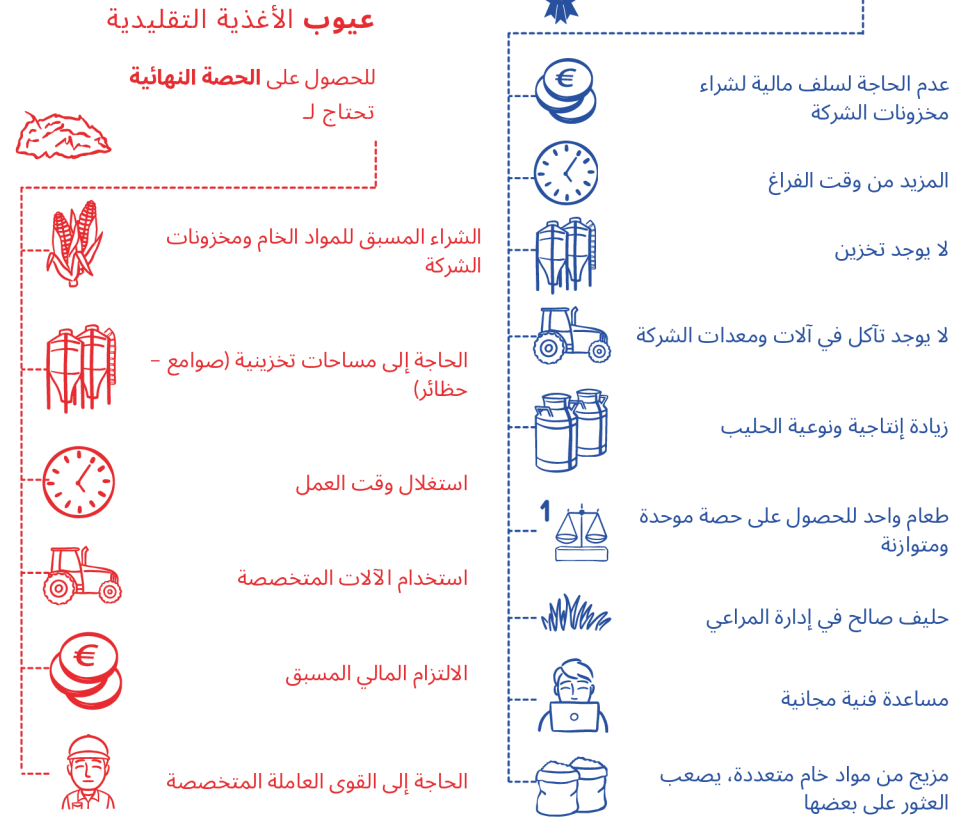 عدم الحاجة لسلف مالية لشراء
مخزونات الشركة
المزيد من وقت الفراغ
لا يوجد تخزين
لا يوجد تآكل في آلات ومعدات الشركة
زيادة إنتاجية ونوعية الحليب
1
طعام واحد للحصول على حصة موحدة
ومتوازنة
حليف صالح في إدارة المراعي
مساعدة فنية مجانية
مزيج من مواد خام متعددة، يصعب
العثور على بعضها
عيوب الأغذية التقليدية
للحصول على الحصة النهائية
تحتاج لـ
الشراء المسبق للمواد الخام ومخزونات
الشركة
الحاجة إلى مساحات تخزينية (صوامع –
حظائر)
استغلال وقت العمل
استخدام الآلات المتخصصة
الالتزام المالي المسبق
الحاجة إلى القوى العاملة المتخصصة